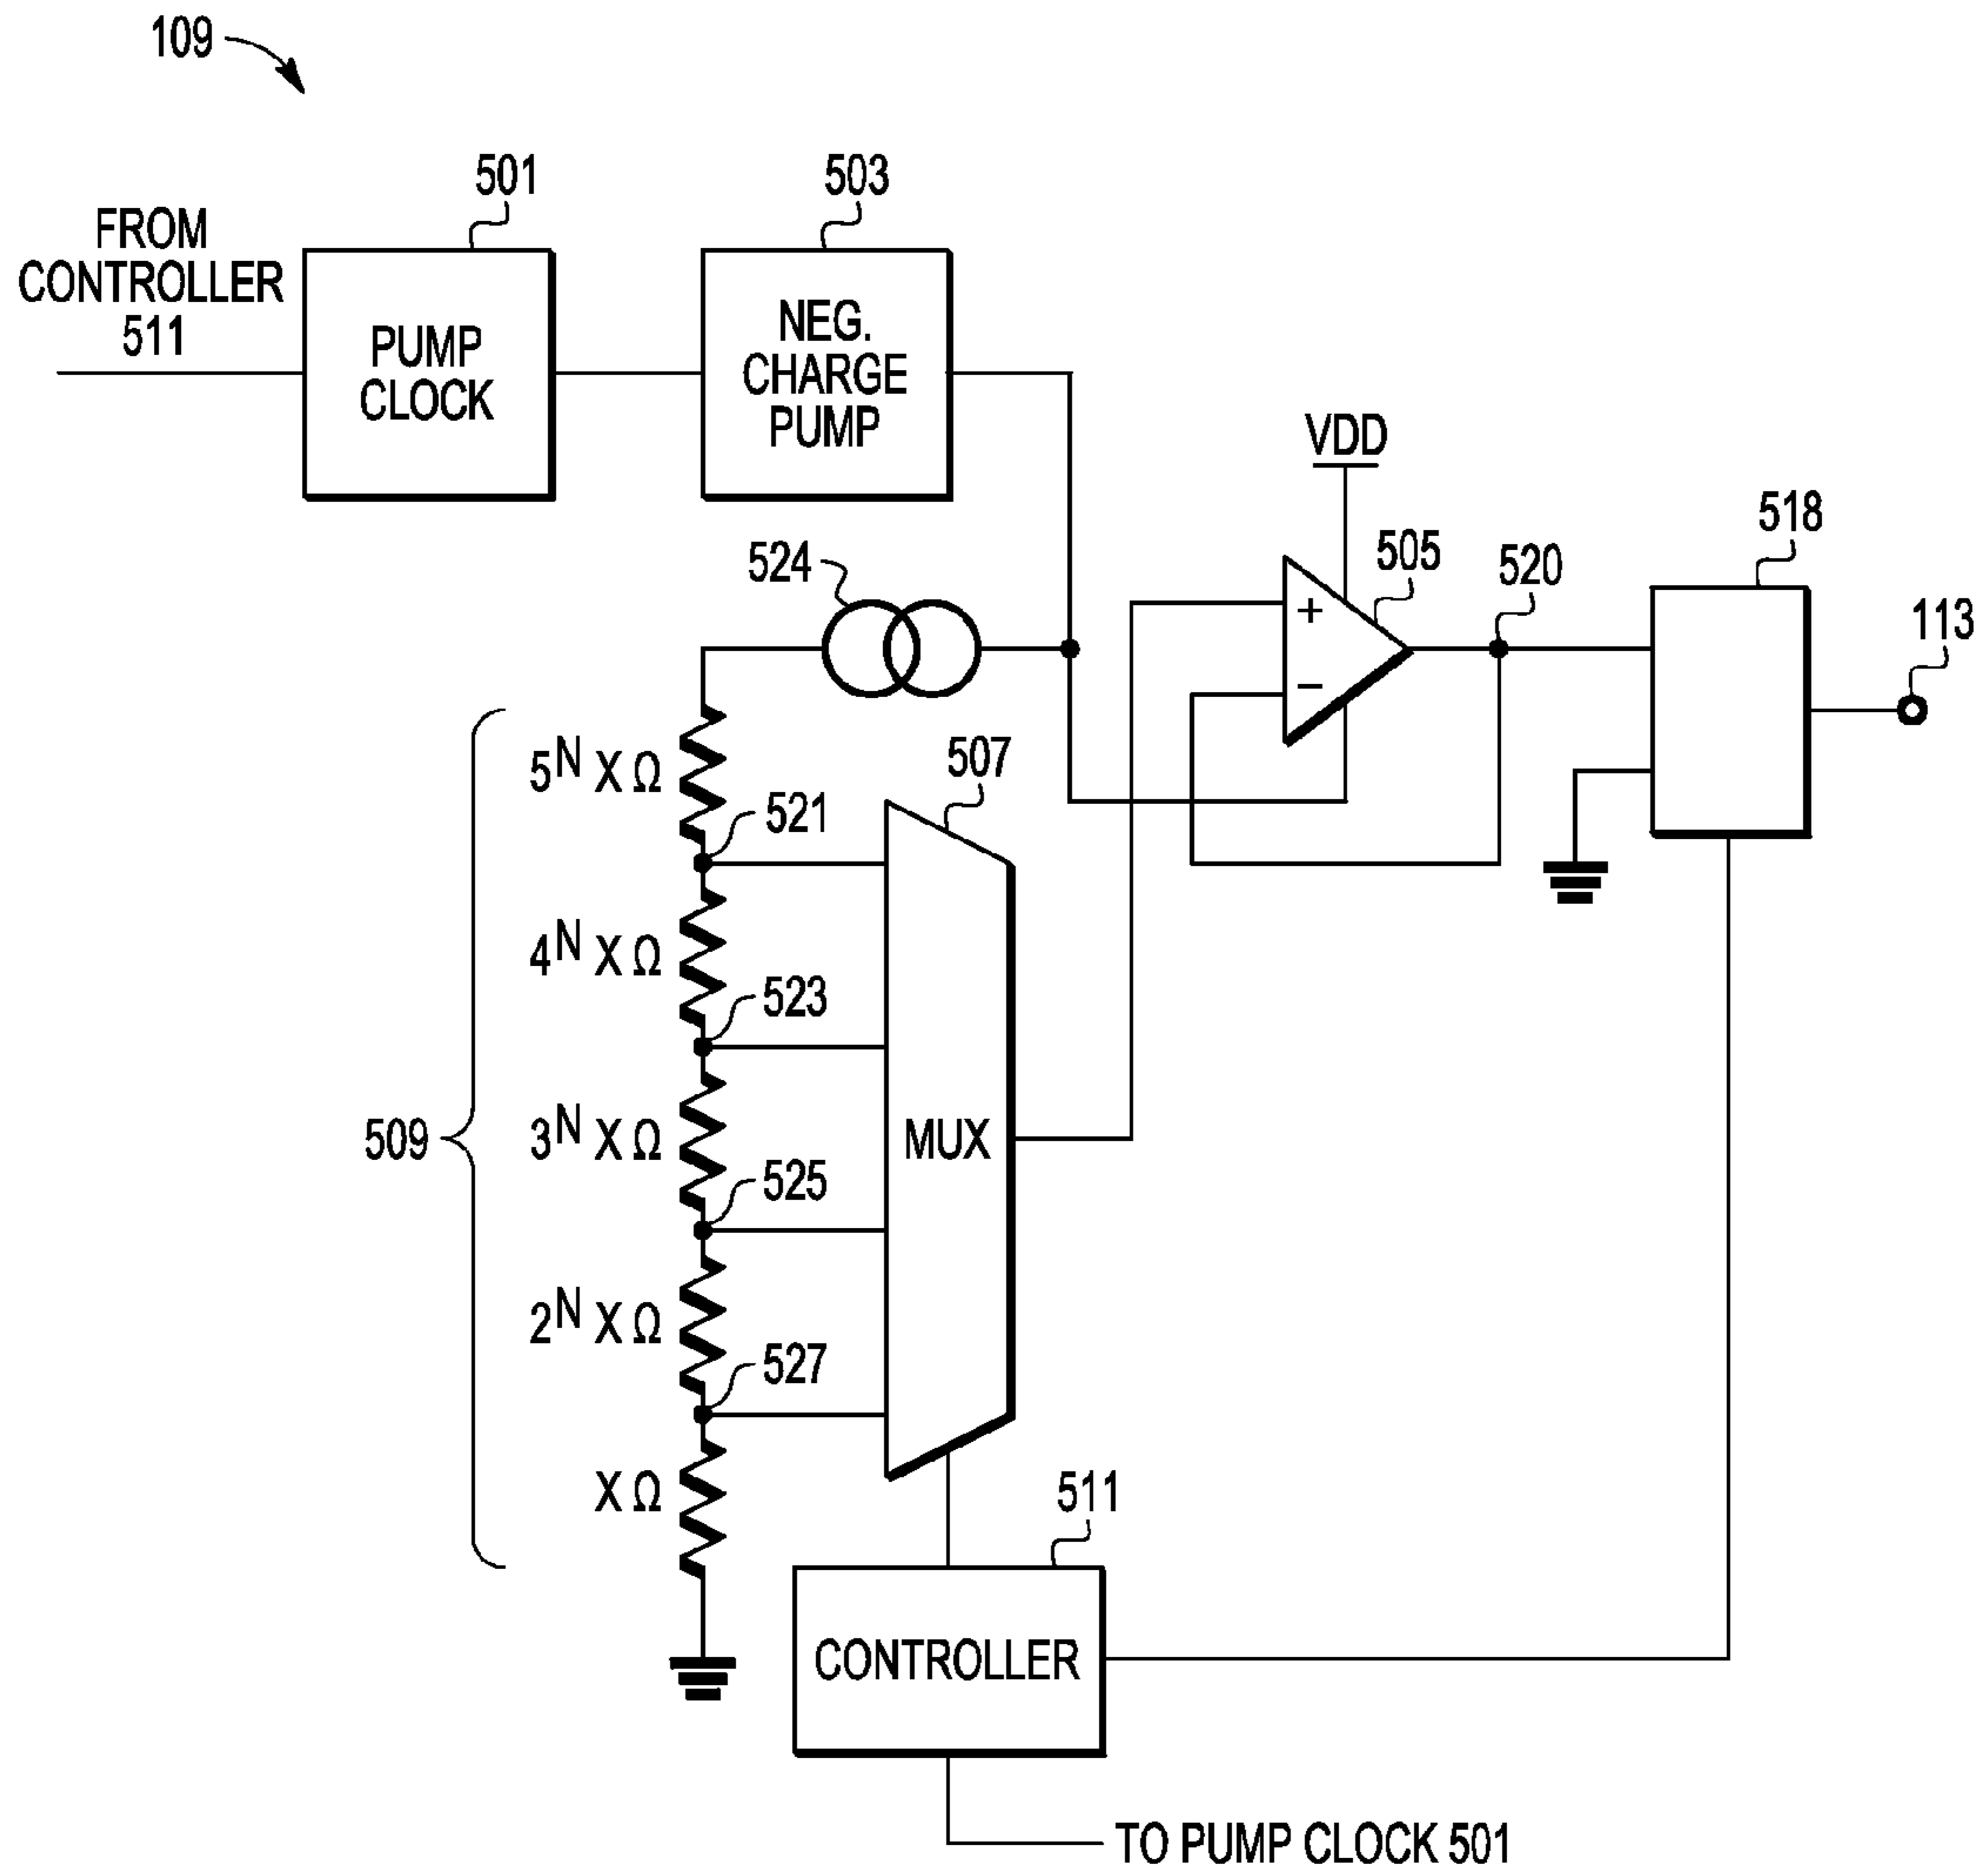 109
501
503
FROM
CONTROLLER
511
PUMP
CLOCK
NEG.
CHARGE
PUMP
VDD
518
524
505
520
113
+
−
507
5^N X Ω
521
4^N X Ω
523
509
3^N X Ω
MUX
525
2^N X Ω
527
X Ω
511
CONTROLLER
TO PUMP CLOCK 501